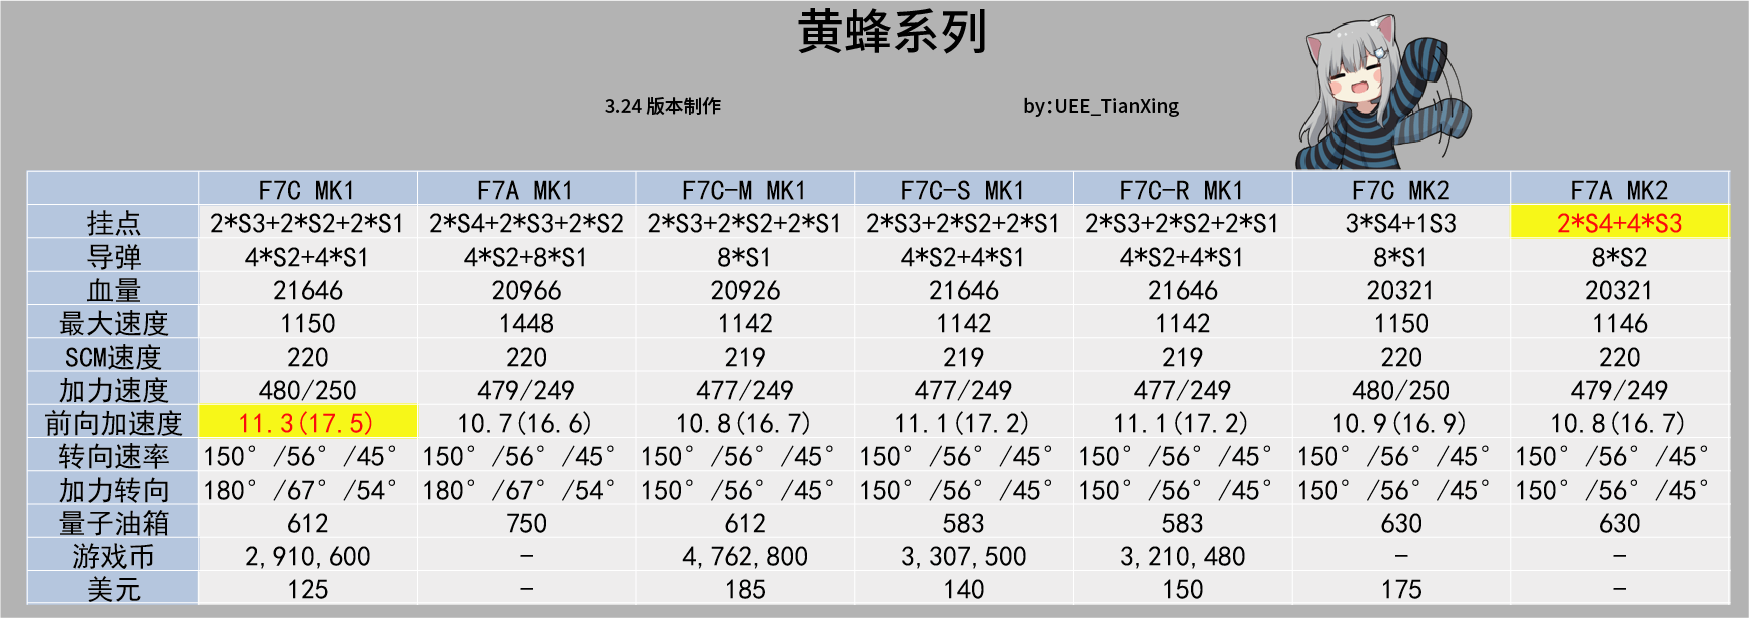 黄蜂系列
3.24 版本制作 by:UEE_TianXing
F7C MK1 F7A MK1 F7C-M MK1 F7C-S MK1 F7C-R MK1 F7C MK2 F7A MK2
挂点 2*S3+2*S2+2*S1 2*S4+2*S3+2*S2 2*S3+2*S2+2*S1 2*S3+2*S2+2*S1 2*S3+2*S2+2*S1 3*S4+1S3 2*S4+4*S3
导弹 4*S2+4*S1 4*S2+8*S1 8*S1 4*S2+4*S1 4*S2+4*S1 8*S1 8*S2
血量 21646 20966 20926 21646 21646 20321 20321
最大速度 1150 1448 1142 1142 1142 1150 1146
SCM速度 220 220 219 219 219 220 220
加力速度 480/250 479/249 477/249 477/249 477/249 480/250 479/249
前向加速度 11.3(17.5) 10.7(16.6) 10.8(16.7) 11.1(17.2) 11.1(17.2) 10.9(16.9) 10.8(16.7)
转向速率 150° /56° /45° 150° /56° /45° 150° /56° /45° 150° /56° /45° 150° /56° /45° 150° /56° /45° 150° /56° /45°
加力转向 180° /67° /54° 180° /67° /54° 150° /56° /45° 150° /56° /45° 150° /56° /45° 150° /56° /45° 150° /56° /45°
量子油箱 612 750 612 583 583 630 630
游戏币 2,910,600 - 4,762,800 3,307,500 3,210,480 - -
美元 125 - 185 140 150 175 -